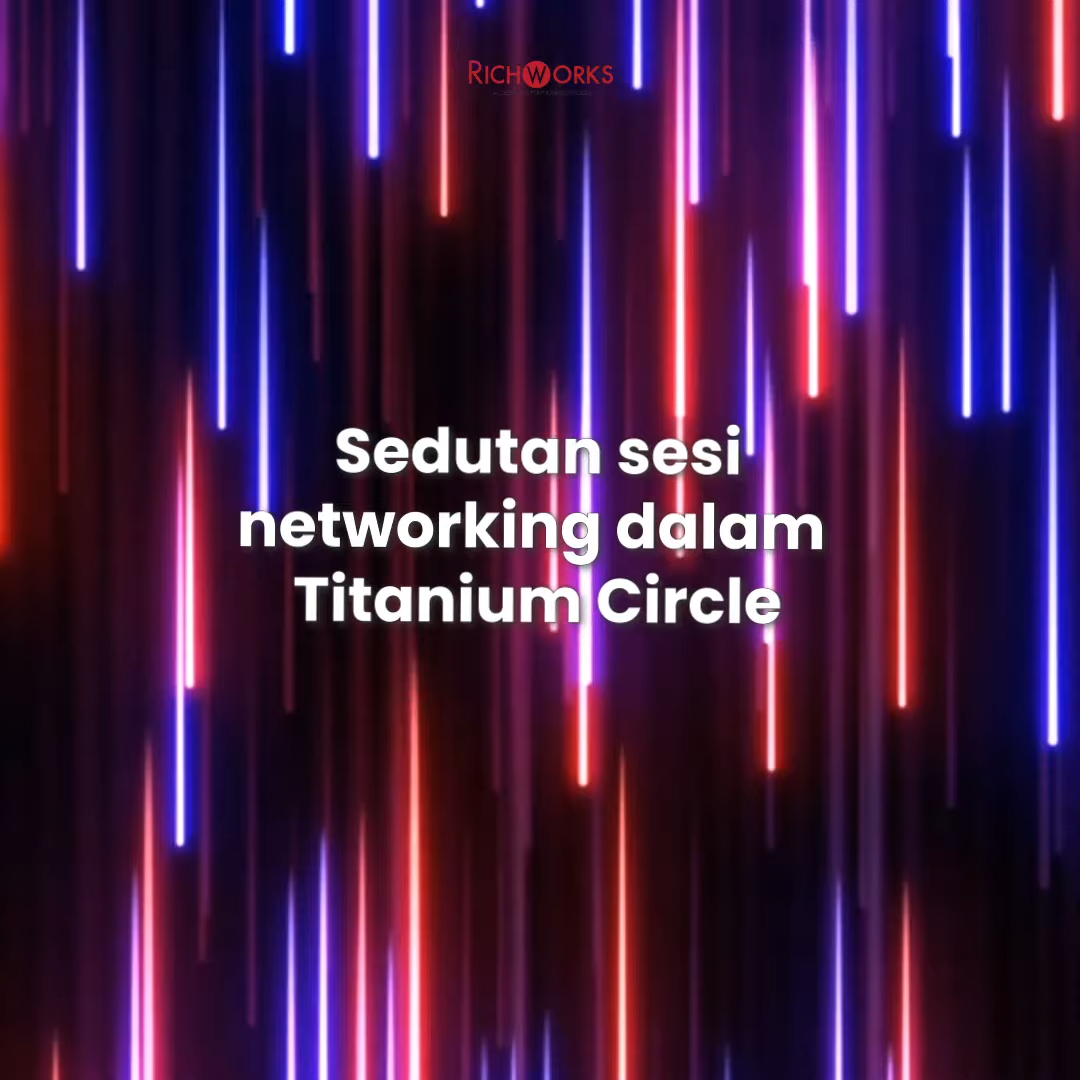 RICHWORKS
Sedutan sesi
networking dalam
Titanium Circle